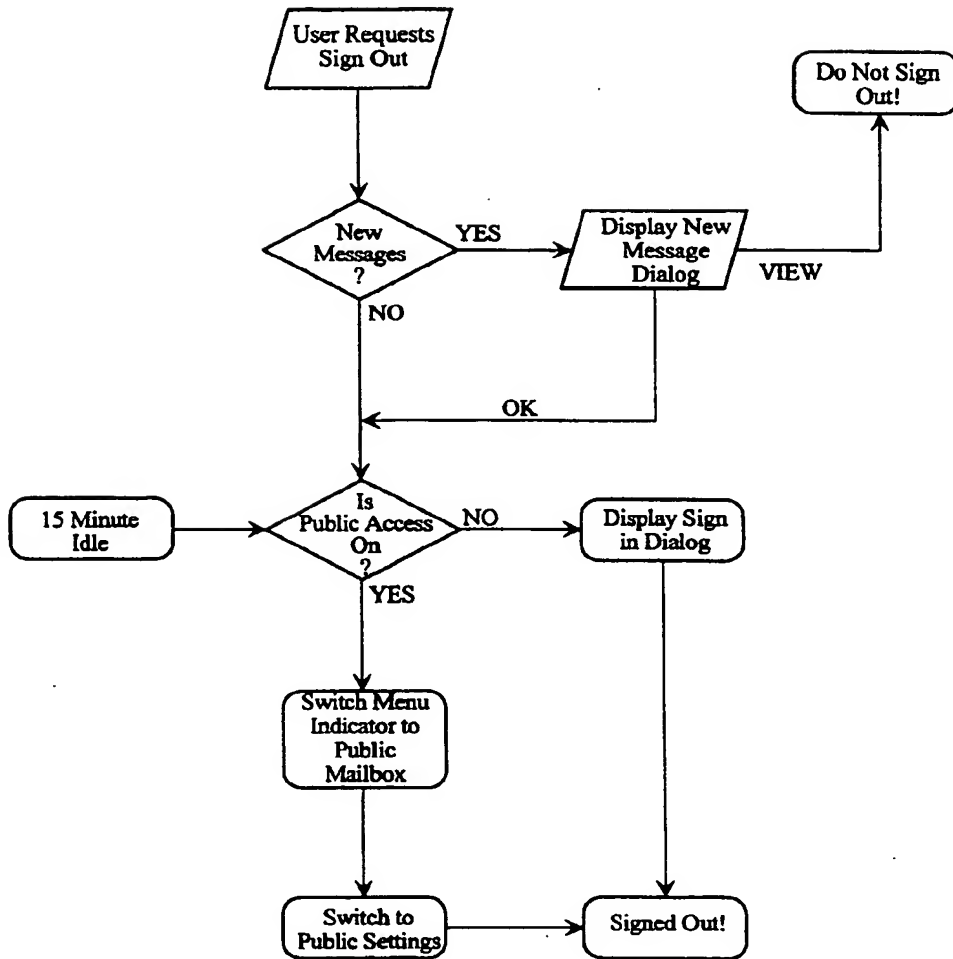 User Requests
Sign Out
Do Not Sign
Out!
New
Messages
?
YES
Display New
Message
Dialog
VIEW
NO
OK
15 Minute
Idle
Is
Public Access
On
?
NO
Display Sign
in Dialog
YES
Switch Menu
Indicator to
Public
Mailbox
Switch to
Public Settings
Signed Out!